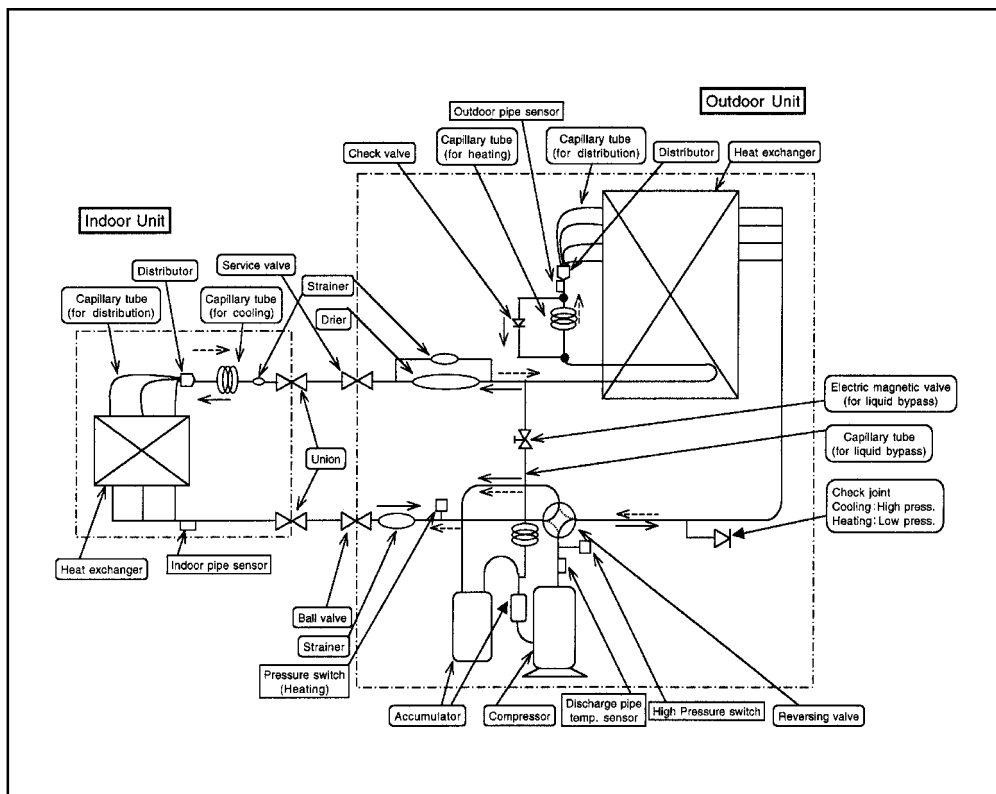 Outdoor Unit
Outdoor pipe sensor
Capillary tube
(for heating)
Capillary tube
(for distribution)
Check valve
Distributor
Heat exchanger
Indoor Unit
Distributor
Service valve
Strainer
Capillary tube
(for distribution)
Capillary tube
(for cooling)
Drier
Electric magnetic valve
(for liquid bypass)
Capillary tube
(for liquid bypass)
Union
Check joint
Cooling:High press.
Heating:Low press.
Heat exchanger
Indoor pipe sensor
Ball valve
Strainer
Pressure switch
(Heating)
Accumulator
Compressor
Discharge pipe
temp. sensor
High Pressure switch
Reversing valve